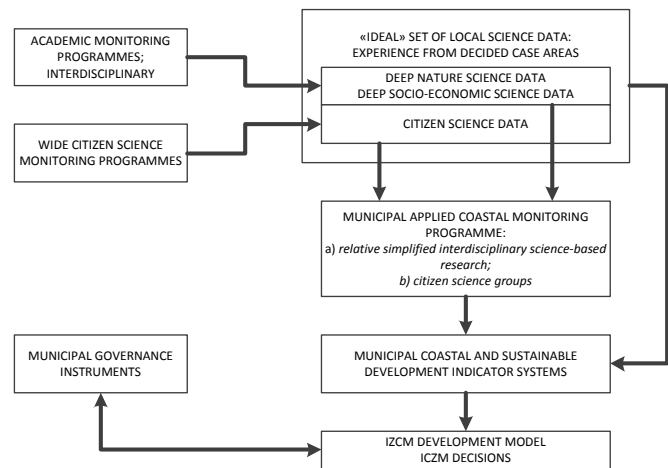 ACADEMIC MONITORING
PROGRAMMES;
INTERDISCIPLINARY
«IDEAL» SET OF LOCAL SCIENCE DATA:
EXPERIENCE FROM DECIDED CASE AREAS
DEEP NATURE SCIENCE DATA
DEEP SOCIO-ECONOMIC SCIENCE DATA
CITIZEN SCIENCE DATA
WIDE CITIZEN SCIENCE
MONITORING PROGRAMMES
MUNICIPAL APPLIED COASTAL MONITORING
PROGRAMME:
a) relative simplified interdisciplinary science-based
research;
b) citizen science groups
MUNICIPAL GOVERNANCE
INSTRUMENTS
MUNICIPAL COASTAL AND SUSTAINABLE
DEVELOPMENT INDICATOR SYSTEMS
IZCM DEVELOPMENT MODEL
ICZM DECISIONS